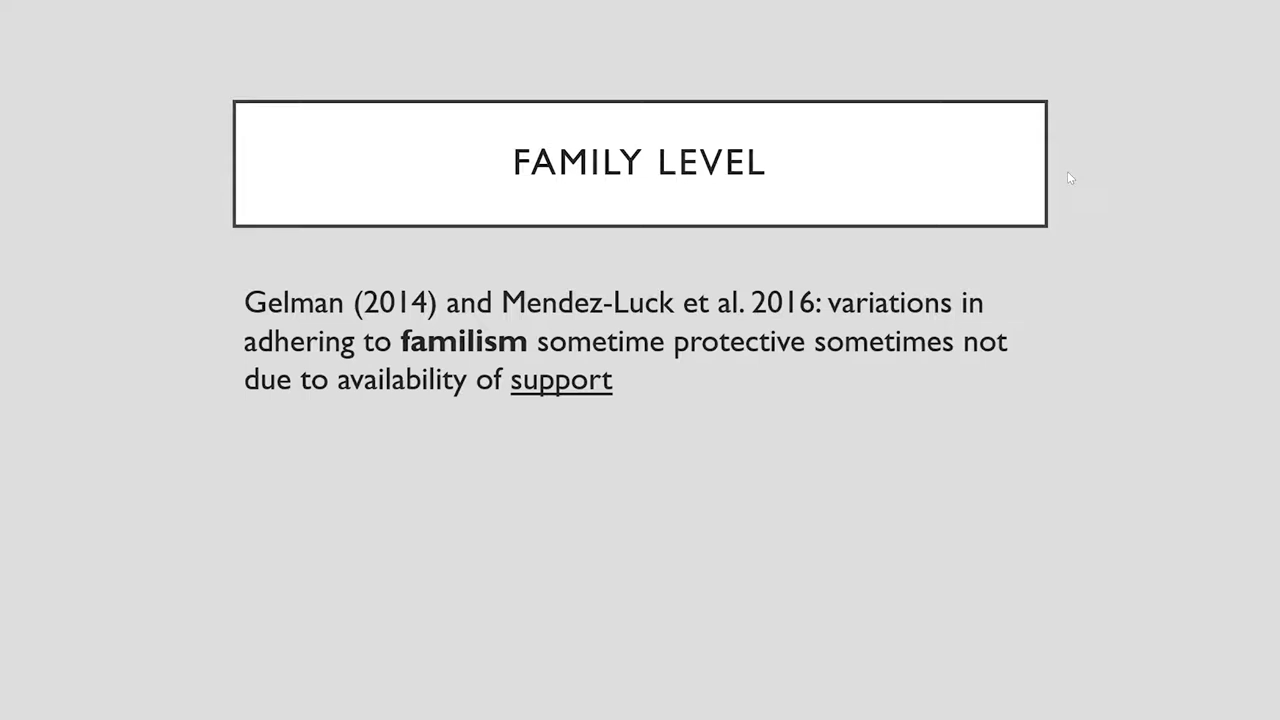 FAMILY LEVEL
Gelman (2014) and Mendez-Luck et al. 2016: variations in
adhering to familism sometime protective sometimes not
due to availability of support